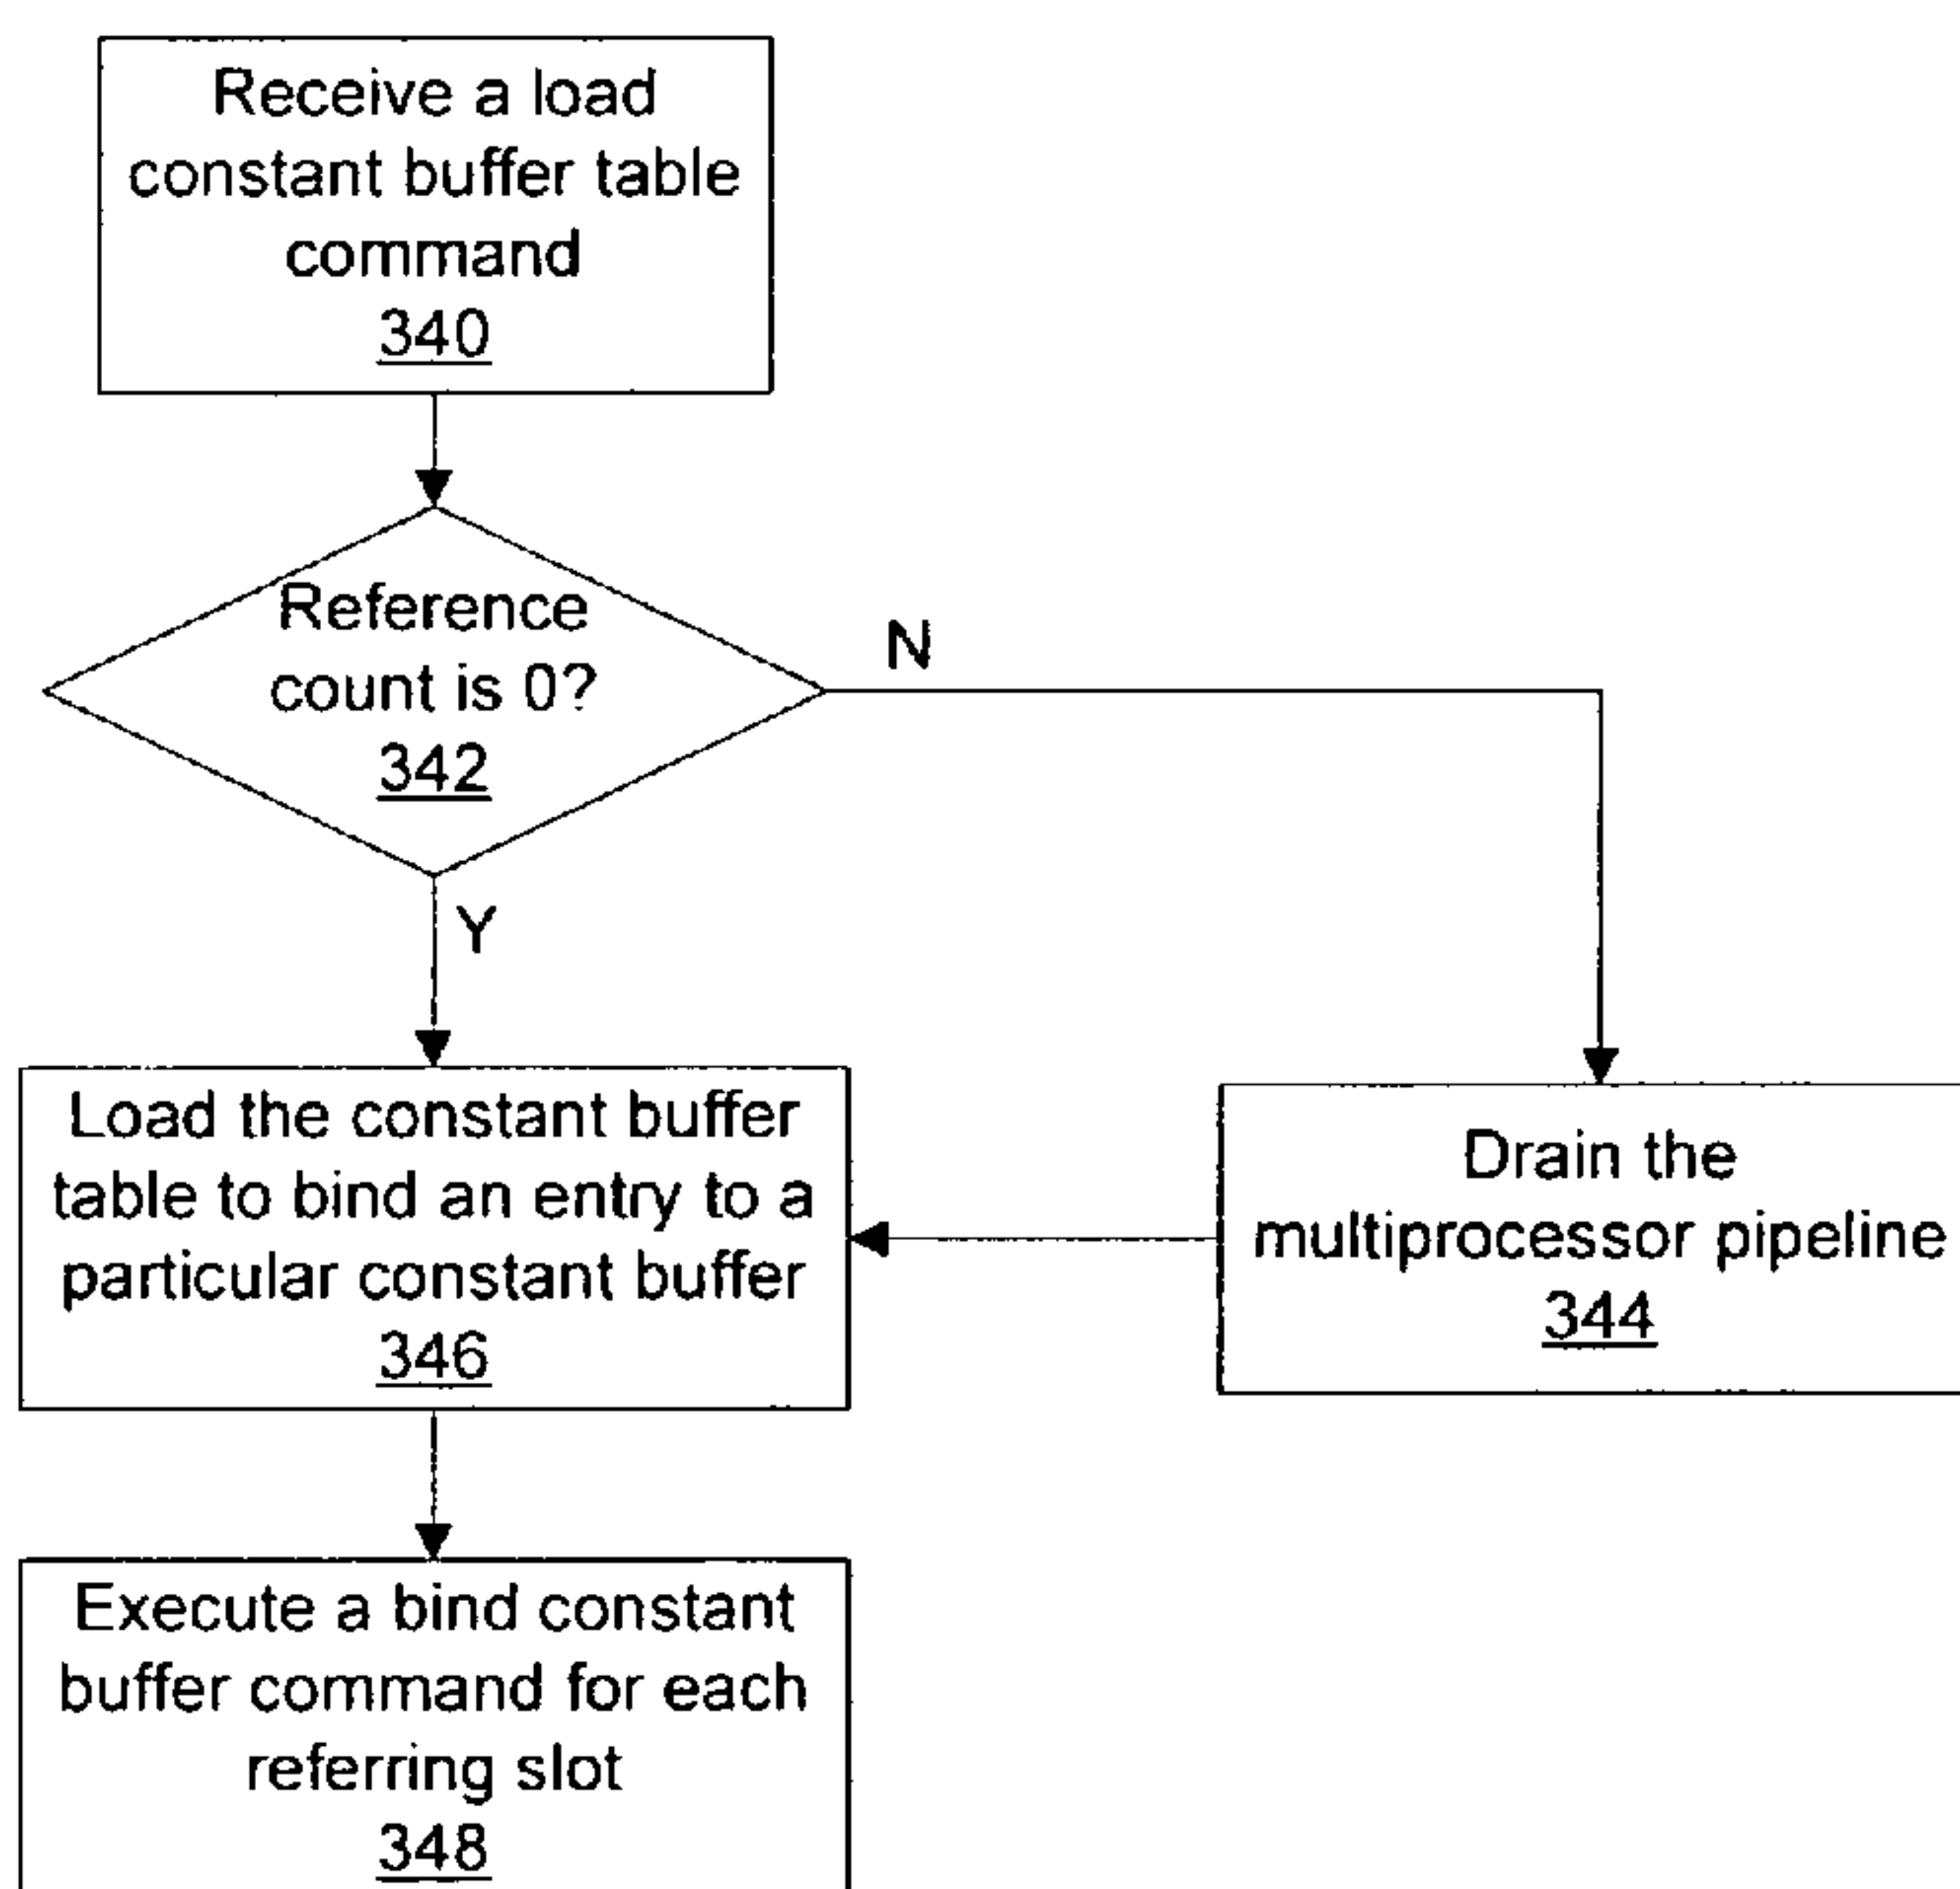 Receive a load
constant buffer table
command
340
Reference
count is 0?
342
N
Y
Load the constant buffer
table to bind an entry to a
particular constant buffer
346
Drain the
multiprocessor pipeline
344
Execute a bind constant
buffer command for each
referring slot
348